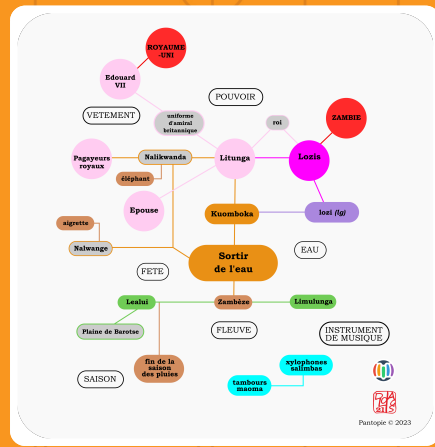 ROYAUME
-UNI
Edouard
VII
POUVOIR
VETEMENT
uniforme
d'amiral
britannique
roi
ZAMBIE
Pagayeurs
royaux
Nalikwanda
Litunga
Lozis
éléphant
Epouse
Kuomboka
lozi (lg)
aigrette
Nalwange
Sortir
de l'eau
EAU
FETE
Lealui
Zambèze
Limulunga
Plaine de Barotse
FLEUVE
INSTRUMENT
DE MUSIQUE
fin de la
saison
des pluies
xylophones
salimbas
SAISON
tambours
maoma
Pantopic © 2023